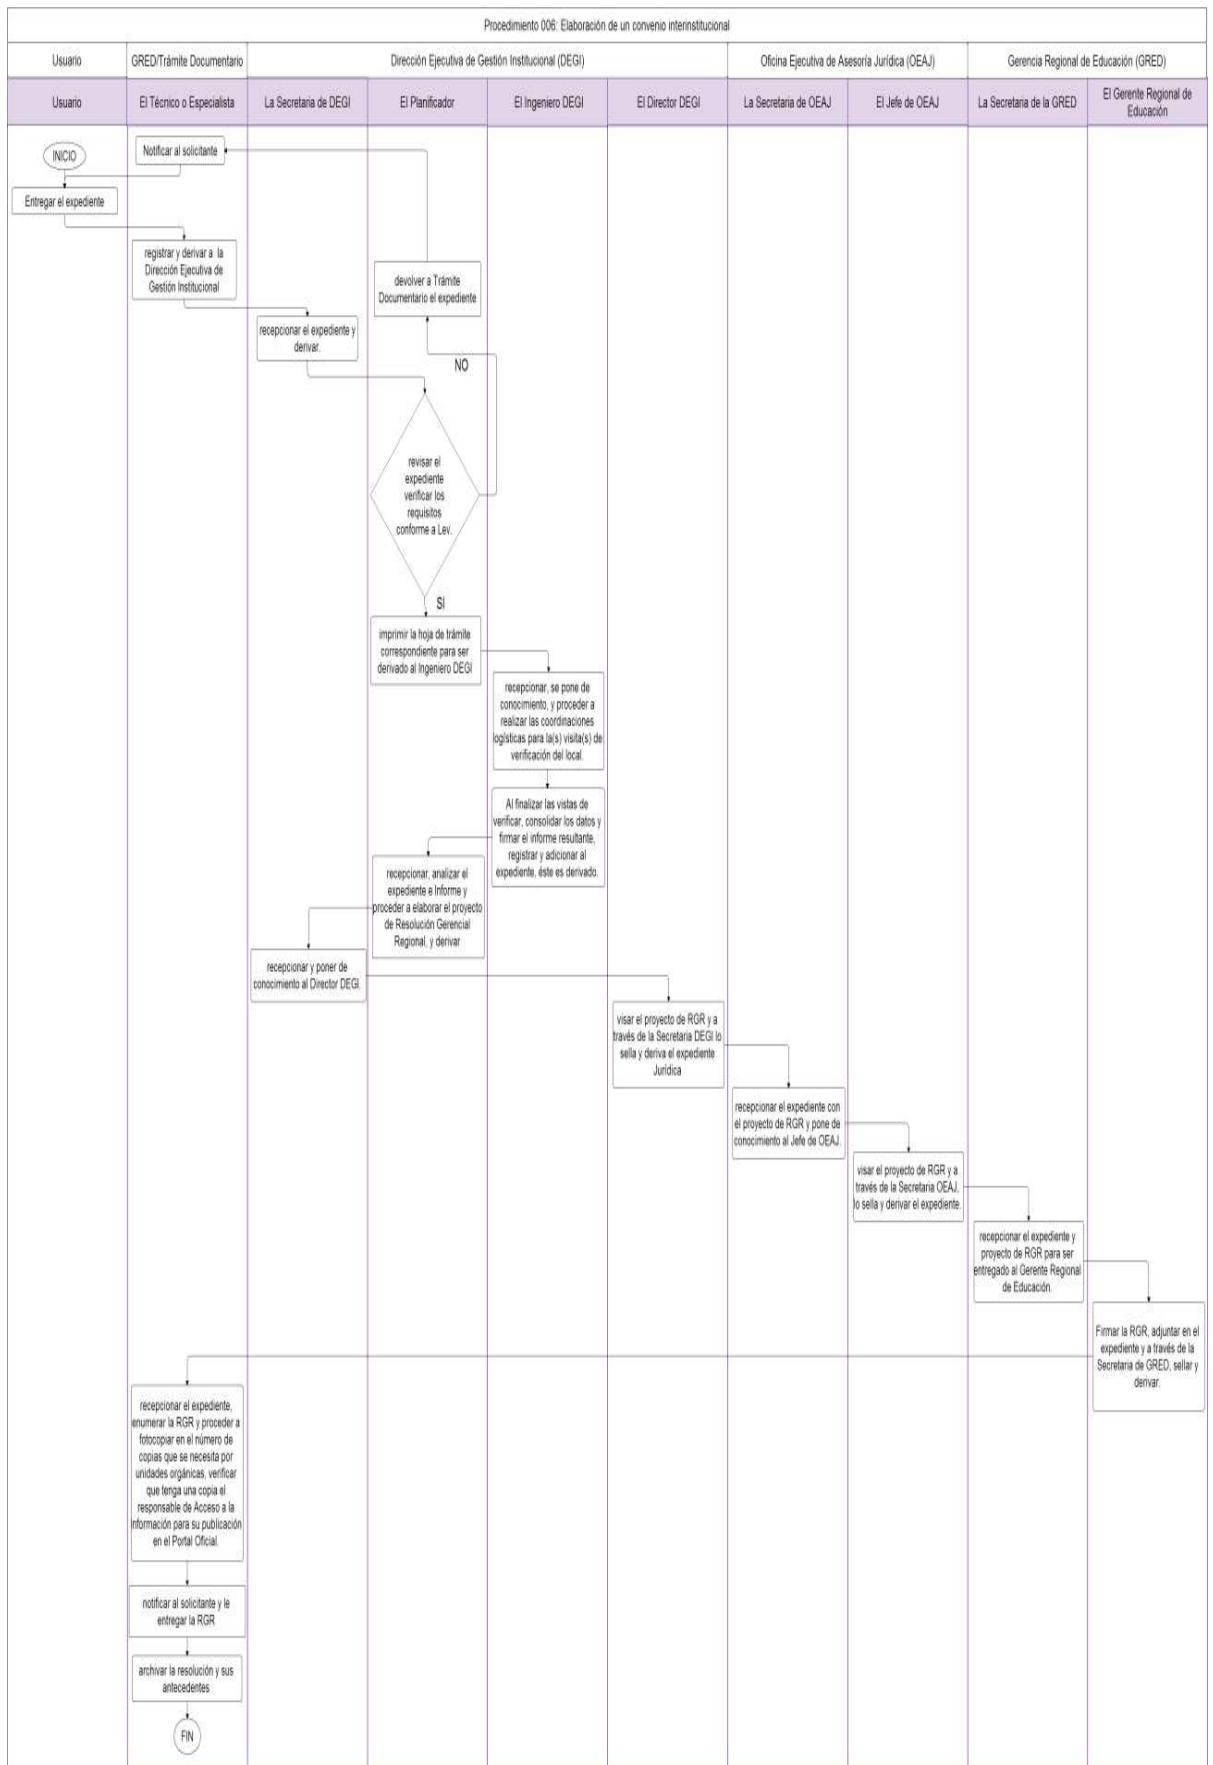 Procedimiento 006: Elaboración de un convenio interinstitucional
Usuario
GRED/Trámite Documentario
Dirección Ejecutiva de Gestión Institucional (DEGI)
Oficina Ejecutiva de Asesoría Jurídica (OEAJ)
Gerencia Regional de Educación (GRED)
Usuario
El Técnico o Especialista
La Secretaria de DEGI
El Planificador
El Ingeniero DEGI
El Director DEGI
La Secretaria de OEAJ
El Jefe de OEAJ
La Secretaria de la GRED
El Gerente Regional de
Educación
INICIO
Notificar al solicitante
Entregar el expediente
registrar y derivar a la
Dirección Ejecutiva de
Gestión Institucional
devolver a Trámite
Documentario el expediente
recepcionar el expediente y
derivar.
NO
revisar el
expediente
verificar los
requisitos
conforme a Lev.
SI
imprimir la hoja de trámite
correspondiente para ser
derivado al Ingeniero DEGI
recepcionar, se pone de
conocimiento, y proceder a
realizar las coordinaciones
logísticas para la(s) visita(s) de
verificación del local.
Al finalizar las vistas de
verificar, consolidar los datos y
firmar el informe resultante,
registrar y adicionar al
expediente, éste es derivado.
recepcionar, analizar el
expediente e Informe y
proceder a elaborar el proyecto
de Resolución Gerencial
Regional, y derivar
recepcionar y poner de
conocimiento al Director DEGI.
visar el proyecto de RGR y a
través de la Secretaria DEGI lo
sella y deriva el expediente
Jurídica
recepcionar el expediente con
el proyecto de RGR y pone de
conocimiento al Jefe de OEAJ.
visar el proyecto de RGR y a
través de la Secretaria OEAJ,
lo sella y derivar el expediente.
recepcionar el expediente y
proyecto de RGR para ser
entregado al Gerente Regional
de Educación.
Firmar la RGR, adjuntar en el
expediente y a través de la
Secretaria de GRED, sellar y
derivar.
recepcionar el expediente,
enumerar la RGR y proceder a
fotocopiar en el número de
copias que se necesita por
unidades orgánicas, verificar
que tenga una copia el
responsable de Acceso a la
Información para su publicación
en el Portal Oficial.
notificar al solicitante y le
entregar la RGR
archivar la resolución y sus
antecedentes
FIN